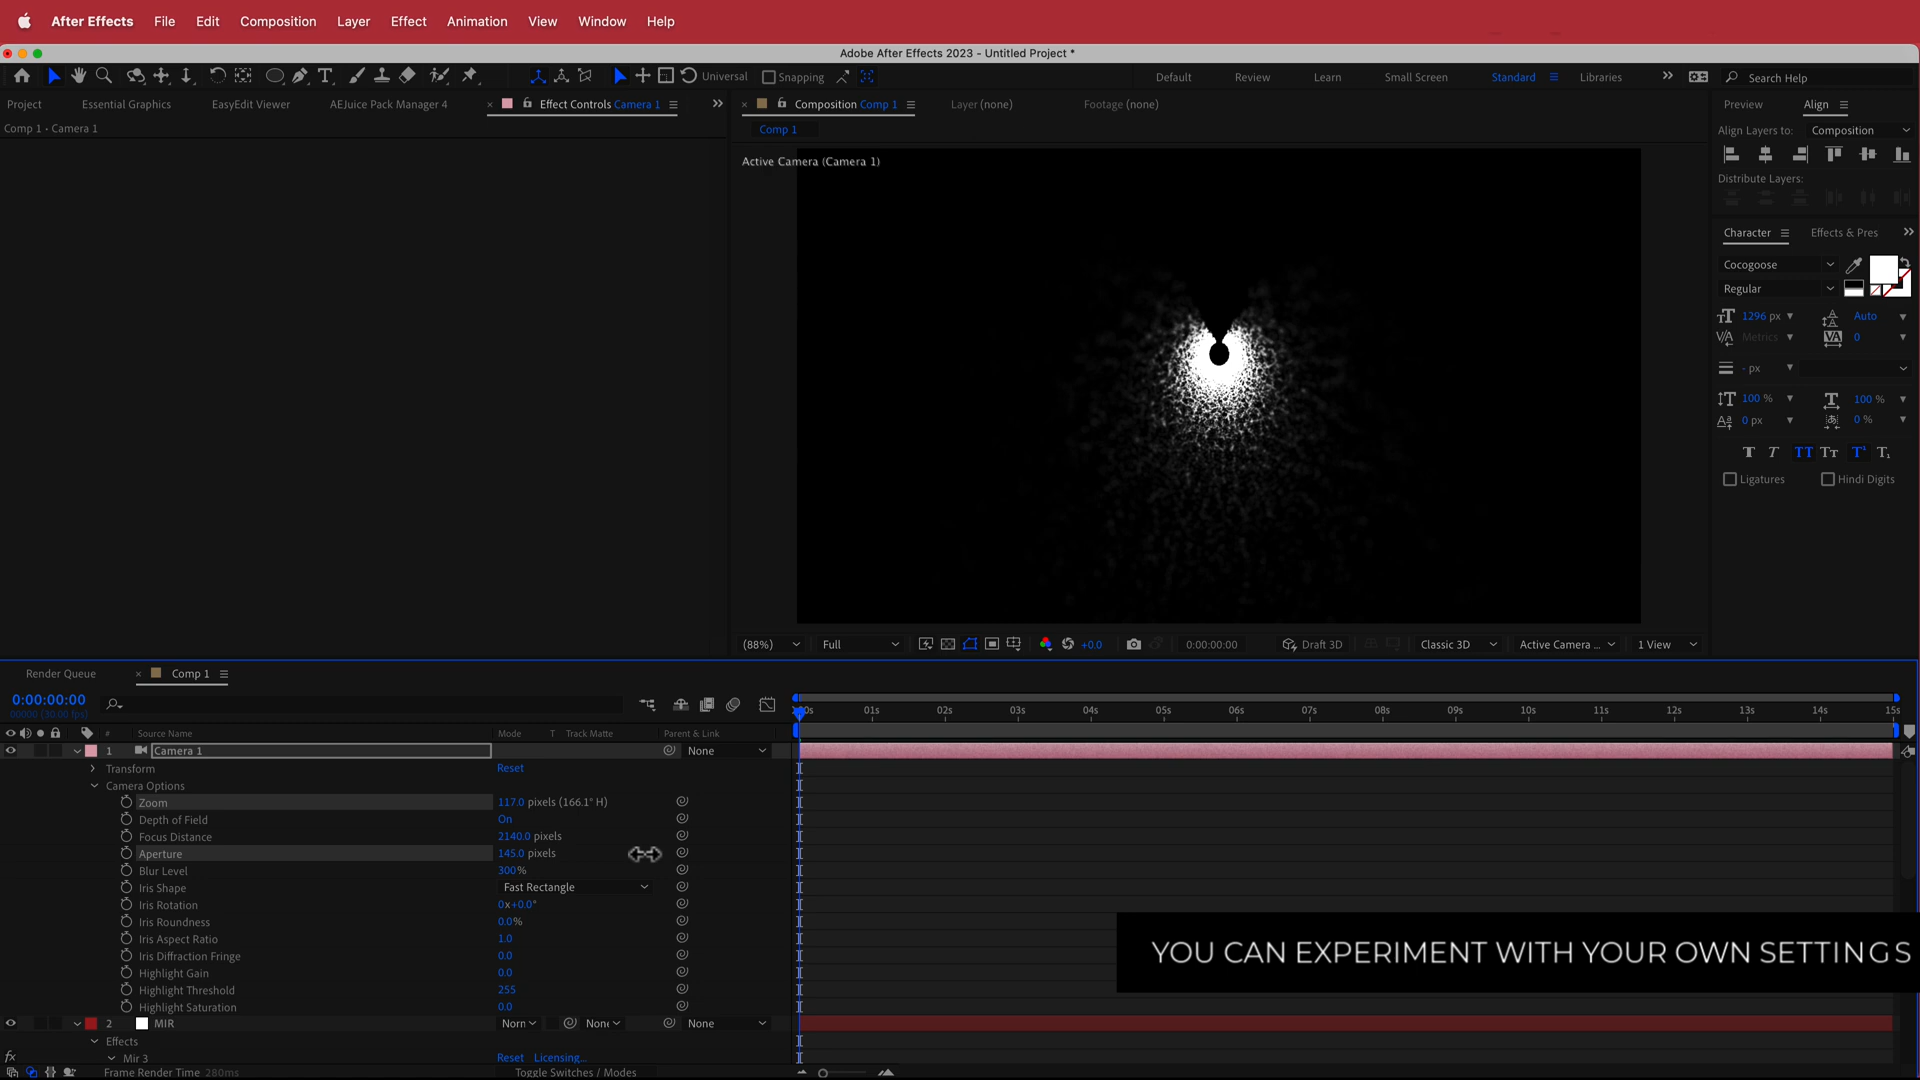 After Effects File Edit Composition Layer Effect Animation View Window Help
Adobe After Effects 2023 - Untitled Project *
Universal Snapping Default Review Learn Small Screen Standard Libraries Search Help
Project Essential Graphics EasyEdit Viewer AEJuice Pack Manager 4 Effect Controls Camera 1 Composition Comp 1 Layer (none) Footage (none) Preview Align
Comp 1 • Camera 1
Comp 1
Align Layers to: Composition
Active Camera (Camera 1)
Distribute Layers:
Character Effects & Pres
Cocogoose
Regular
1296 px Auto
Metrics 0
- px
100 % 100 %
0 px 0 %
Ligatures Hindi Digits
(88%) Full +0.0 0:00:00:00 Draft 3D Classic 3D Active Camera ... 1 View
Render Queue Comp 1
0:00:00:00
00000 (30.00 fps)
01s 02s 03s 04s 05s 06s 07s 08s 09s 10s 11s 12s 13s 14s 15s
# Source Name Mode T Track Matte Parent & Link
1 Camera 1 None
Transform Reset
Camera Options
Zoom 117.0 pixels (166.1° H)
Depth of Field On
Focus Distance 2140.0 pixels
Aperture 145.0 pixels
Blur Level 300%
Iris Shape Fast Rectangle
Iris Rotation 0x+0.0°
Iris Roundness 0.0%
Iris Aspect Ratio 1.0
Iris Diffraction Fringe 0.0
Highlight Gain 0.0
Highlight Threshold 255
Highlight Saturation 0.0
YOU CAN EXPERIMENT WITH YOUR OWN SETTINGS
2 MIR Norn None None
Effects
fx Mir 3 Reset Licensing...
Frame Render Time 280ms Toggle Switches / Modes